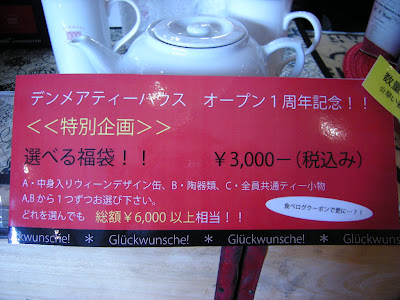 デンメアティーハウス オープン1周年記念！！
＜＜特別企画＞＞
選べる福袋！！ ￥3,000－(税込み)
A・中身入りウィーンデザイン缶、B・陶器類、C・全員共通ティー小物
A,Bから1つずつお選び下さい。
どれを選んでも 総額￥6,000以上相当！！
食べログクーポンで更に…？！
Glückwunsche! * Glückwunsche! * Glückwunsche! * Glückwunsche!
数量